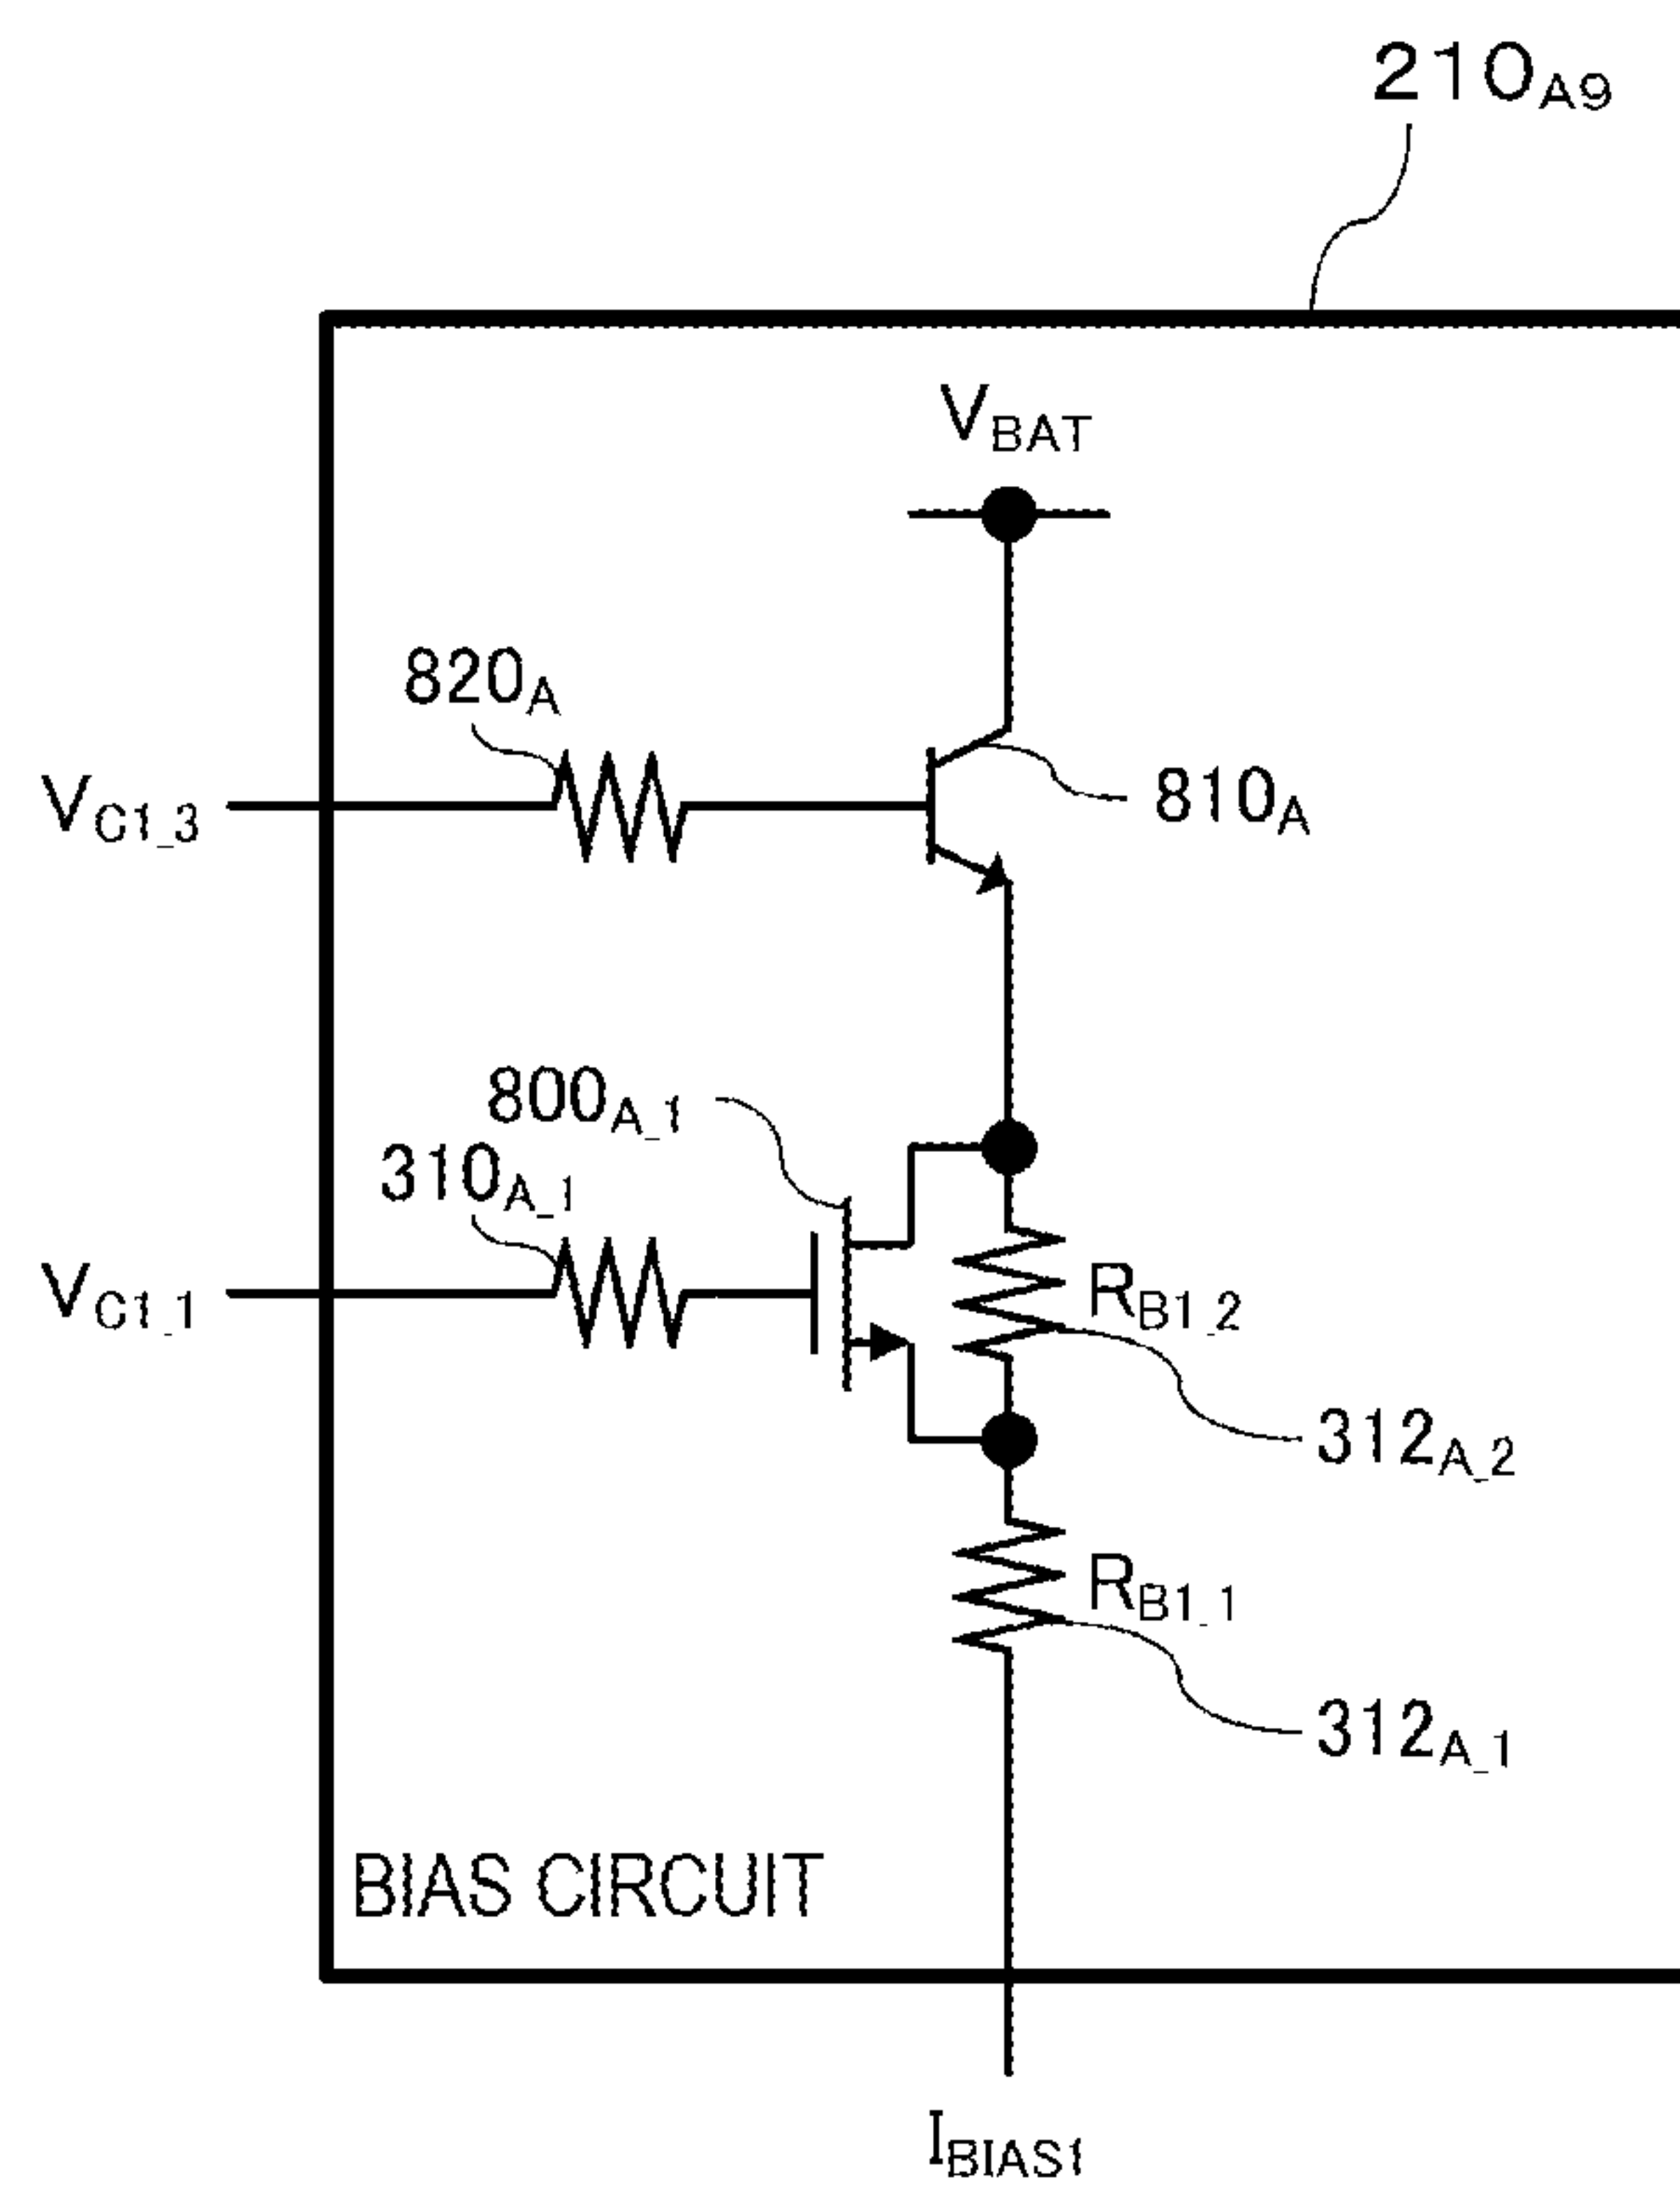 210A9
VBAT
820A
VC1_3
810A
800A_1
310A_1
VC1_1
RB1_2
312A_2
RB1_1
312A_1
BIAS CIRCUIT
IBIAS1